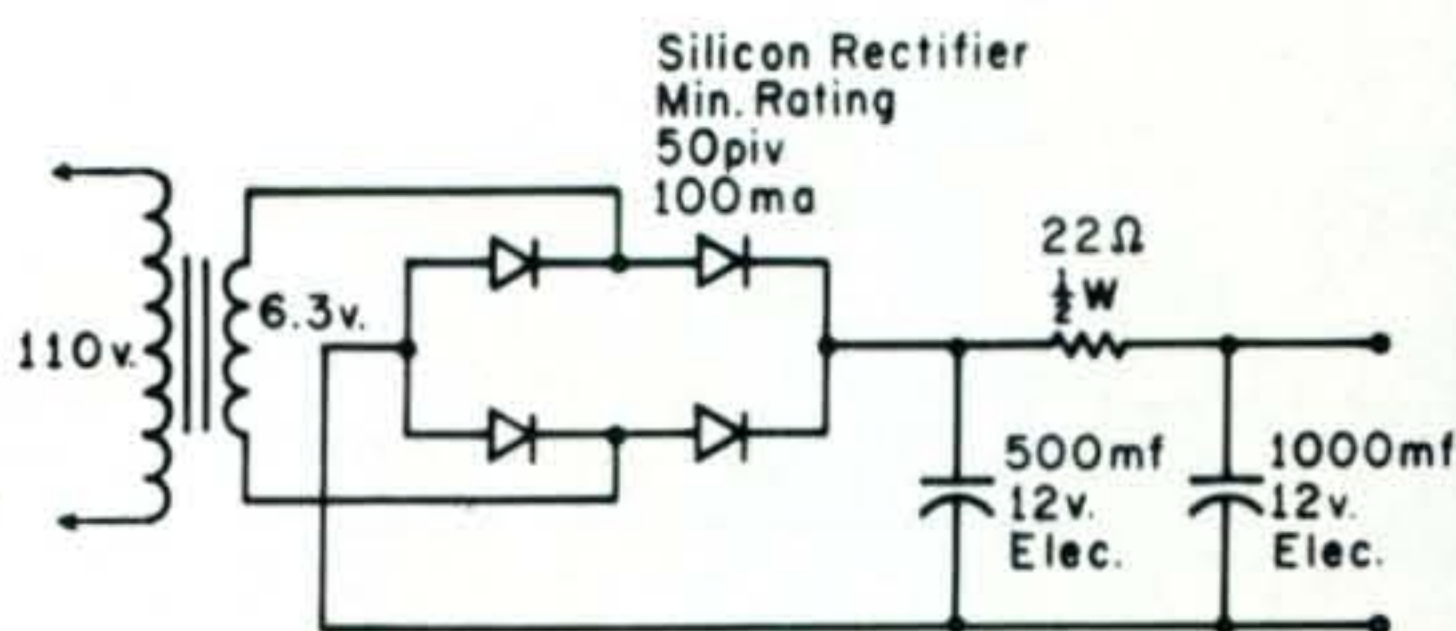 Silicon Rectifier
Min. Rating
50piv
100ma
22Ω
½W
6.3v.
110v.
500mf
12v.
Elec.
1000mf
12v.
Elec.